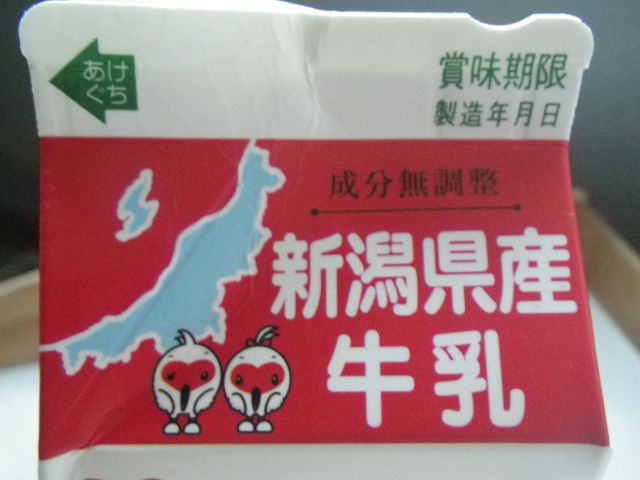 あけ
ぐち
賞味期限
製造年月日
成分無調整
新潟県産
牛乳